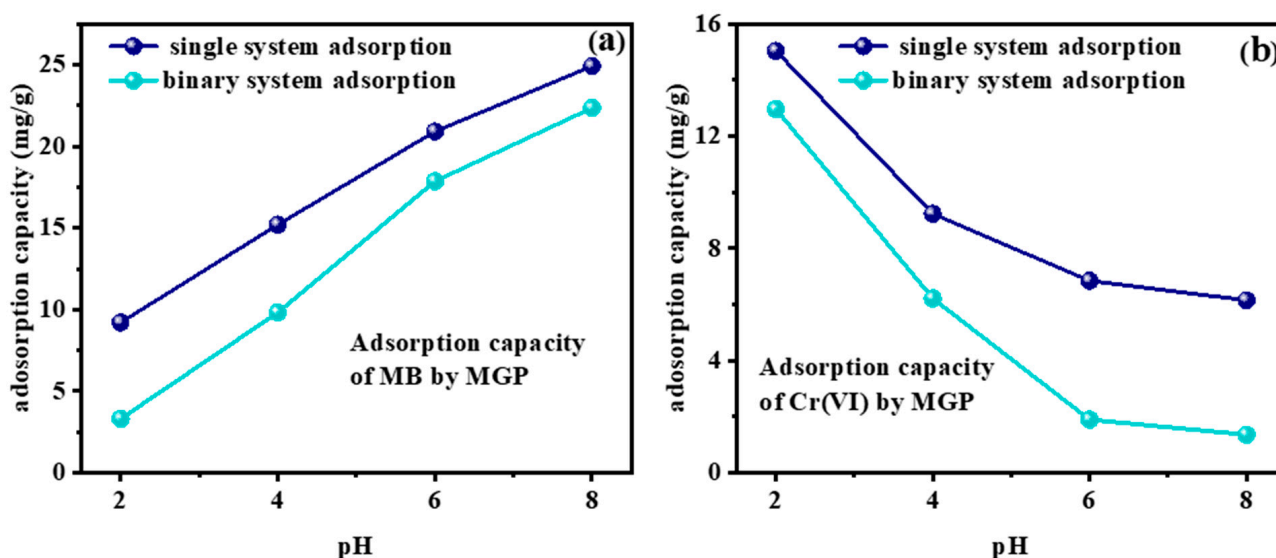 (a)
single system adsorption
binary system adsorption
adosorption capacity (mg/g)
25
20
15
10
5
0
Adsorption capacity
of MB by MGP
2
4
6
8
pH
(b)
single system adsorption
binary system adsorption
adosorption capacity (mg/g)
16
12
8
4
0
Adsorption capacity
of Cr(VI) by MGP
2
4
6
8
pH